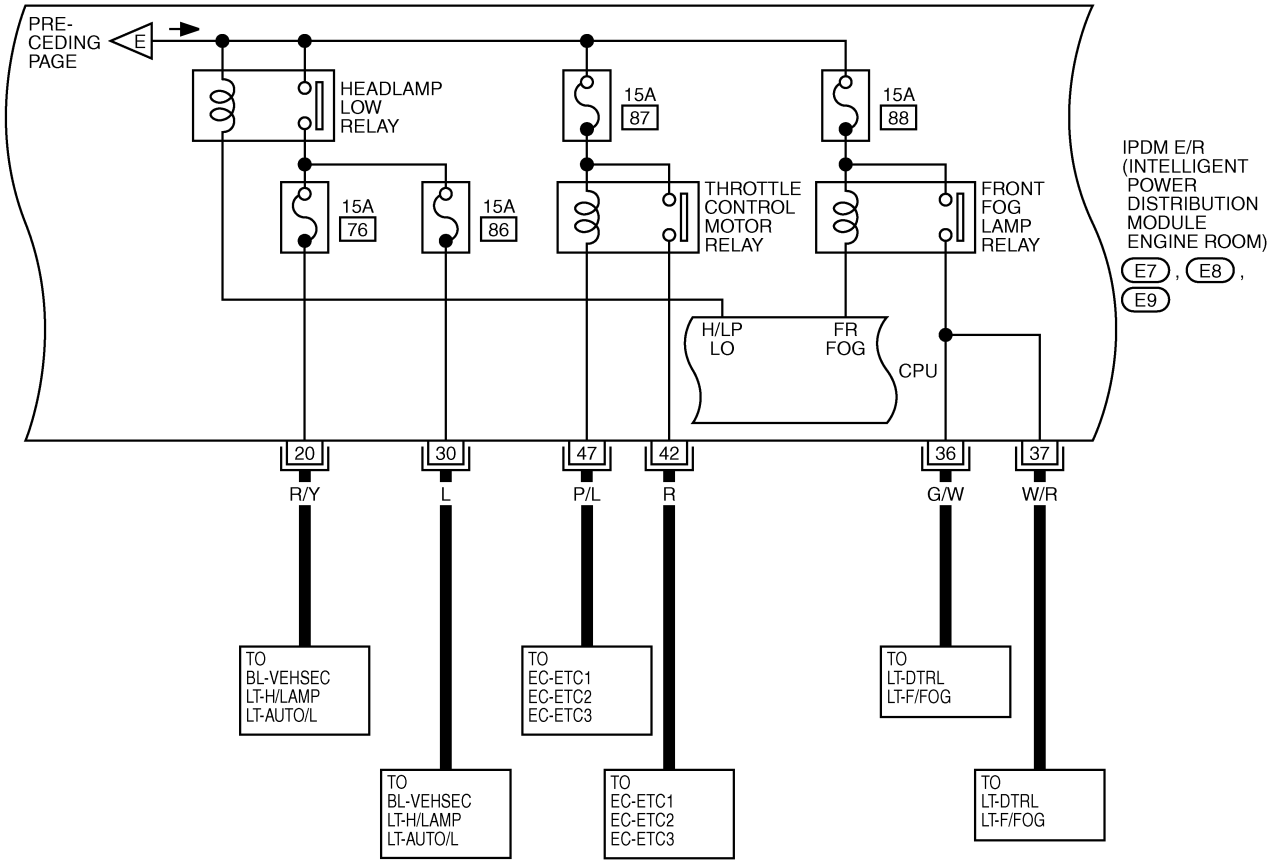 PRE-
CEDING
PAGE
E
HEADLAMP
LOW
RELAY
15A
87
15A
88
IPDM E/R
(INTELLIGENT
POWER
DISTRIBUTION
MODULE
ENGINE ROOM)
E7 , E8 ,
E9
15A
76
15A
86
THROTTLE
CONTROL
MOTOR
RELAY
FRONT
FOG
LAMP
RELAY
H/LP
LO
FR
FOG
CPU
20
30
47
42
36
37
R/Y
L
P/L
R
G/W
W/R
TO
BL-VEHSEC
LT-H/LAMP
LT-AUTO/L
TO
EC-ETC1
EC-ETC2
EC-ETC3
TO
LT-DTRL
LT-F/FOG
TO
BL-VEHSEC
LT-H/LAMP
LT-AUTO/L
TO
EC-ETC1
EC-ETC2
EC-ETC3
TO
LT-DTRL
LT-F/FOG